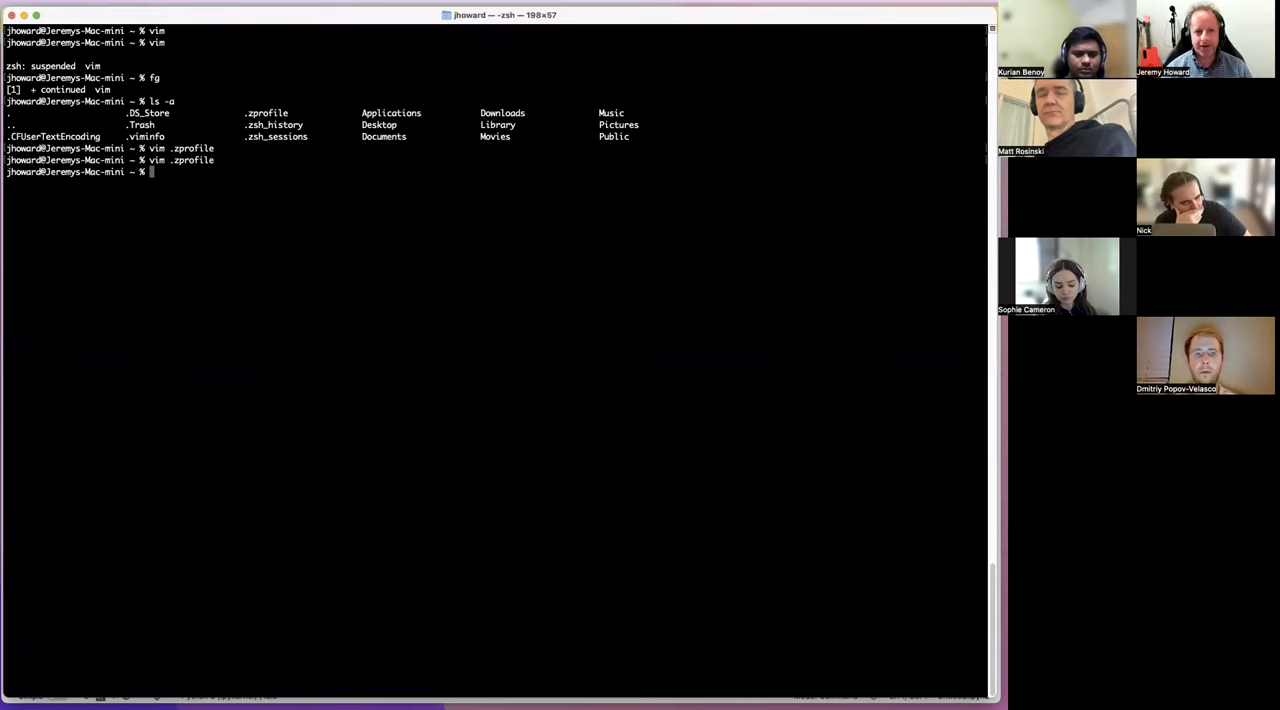 jhoward — -zsh — 198×57
jhoward@Jeremys-Mac-mini ~ % vim
jhoward@Jeremys-Mac-mini ~ % vim
zsh: suspended  vim
jhoward@Jeremys-Mac-mini ~ % fg
[1]  + continued  vim
jhoward@Jeremys-Mac-mini ~ % ls -a
.  .DS_Store  .zprofile  Applications  Downloads  Music
..  .Trash  .zsh_history  Desktop  Library  Pictures
.CFUserTextEncoding  .viminfo  .zsh_sessions  Documents  Movies  Public
jhoward@Jeremys-Mac-mini ~ % vim .zprofile
jhoward@Jeremys-Mac-mini ~ % vim .zprofile
jhoward@Jeremys-Mac-mini ~ %
Kurian Benoy
Jeremy Howard
Matt Rosinski
Nick
Sophie Cameron
Dmitriy Popov-Velasco